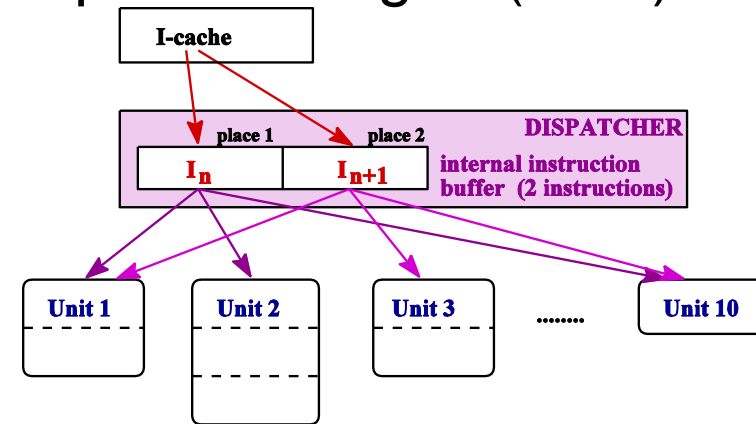 I-cache
place 1
place 2
DISPATCHER
In
In+1
internal instruction
buffer (2 instructions)
Unit 1
Unit 2
Unit 3
........
Unit 10